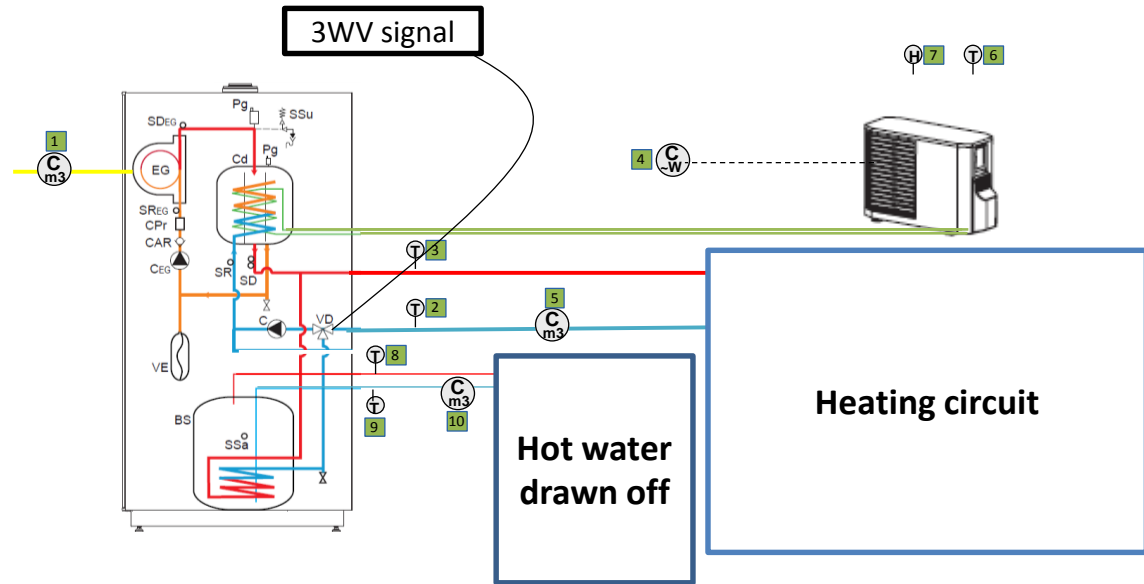 3WV signal
H 7 T 6
Pg
SSu
SDEG
1
C
m3
EG
Cd
Pg
4
C
~W
SREG
CPr
CAR
CEG
SR
SD
T 3
C
VD
T 2
5
C
m3
VE
T 8
T
9
C
m3
10
BS
SSa
Hot water
drawn off
Heating circuit